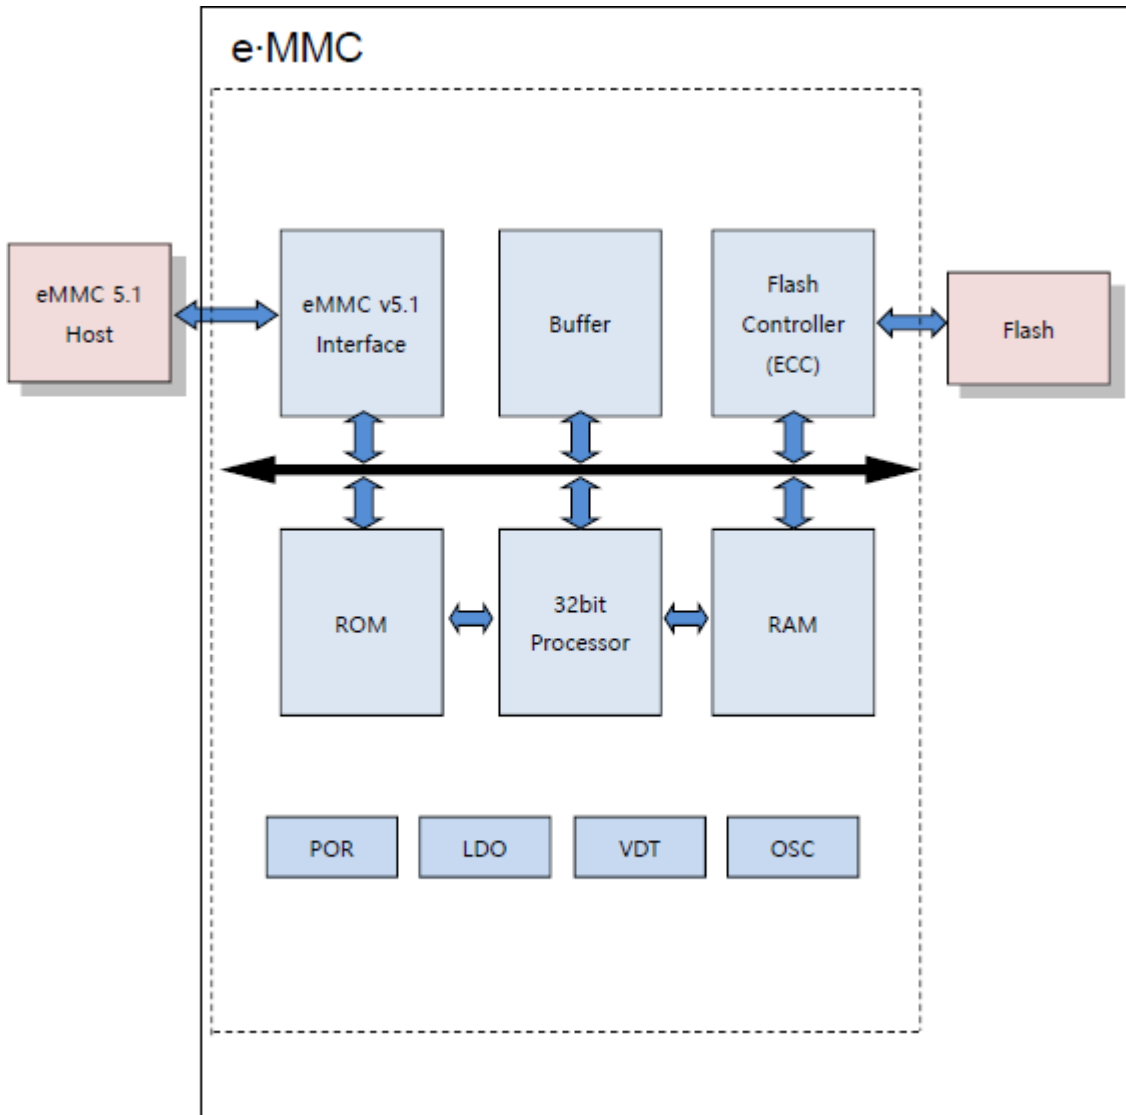 e·MMC
eMMC 5.1
Host
eMMC v5.1
Interface
Buffer
Flash
Controller
(ECC)
Flash
ROM
32bit
Processor
RAM
POR
LDO
VDT
OSC